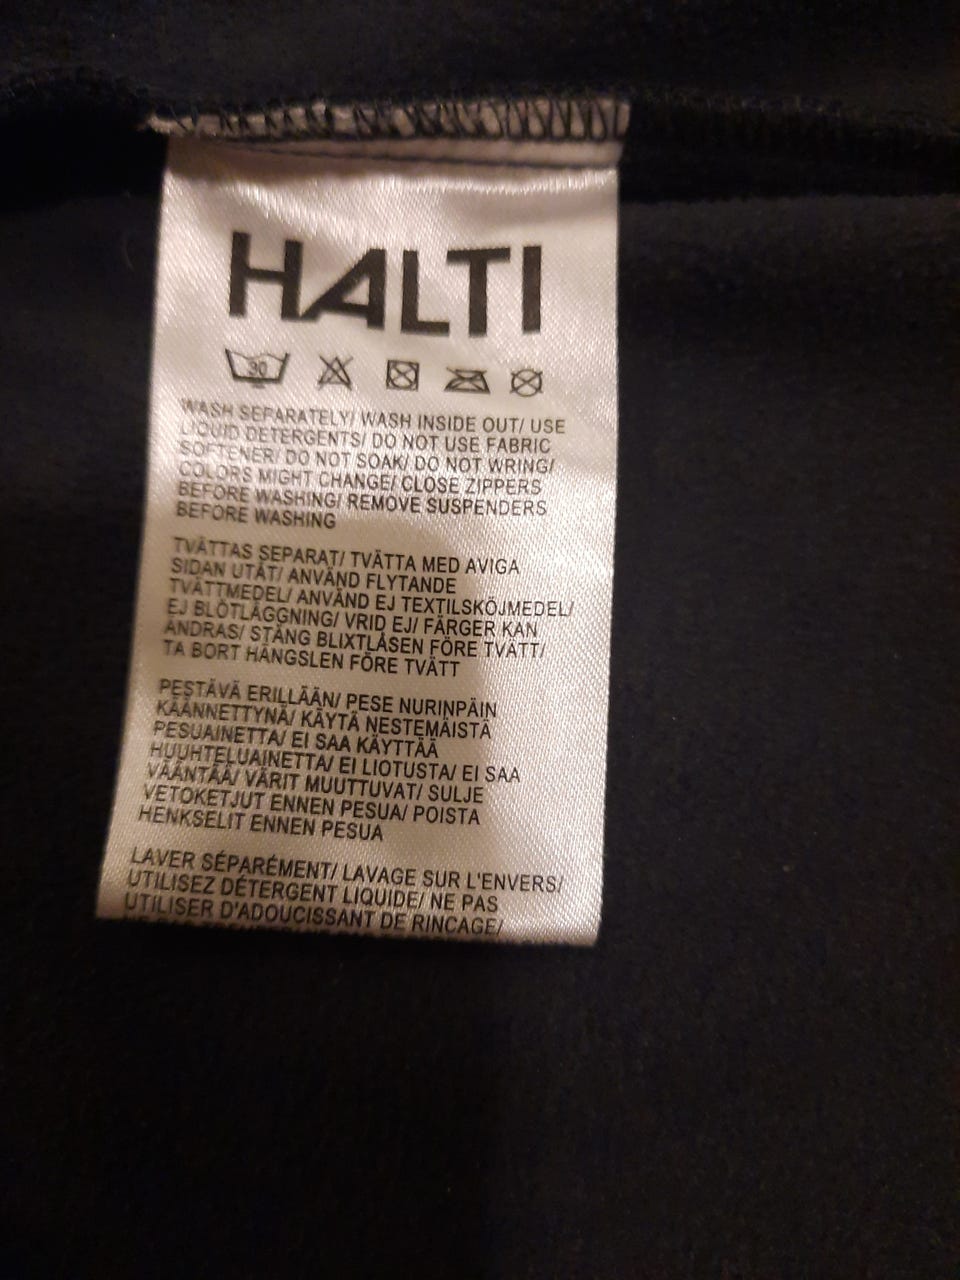 HALTI
30
WASH SEPARATELY/ WASH INSIDE OUT/ USE
LIQUID DETERGENTS/ DO NOT USE FABRIC
SOFTENER/ DO NOT SOAK/ DO NOT WRING/
COLORS MIGHT CHANGE/ CLOSE ZIPPERS
BEFORE WASHING/ REMOVE SUSPENDERS
BEFORE WASHING
TVÄTTAS SEPARAT/ TVÄTTA MED AVIGA
SIDAN UTÅT/ ANVÄND FLYTANDE
TVÄTTMEDEL/ ANVÄND EJ TEXTILSKÖJMEDEL/
EJ BLÖTLÄGGNING/ VRID EJ/ FÄRGER KAN
ÄNDRAS/ STÄNG BLIXTLÅSEN FÖRE TVÄTT/
TA BORT HÄNGSLEN FÖRE TVÄTT
PESTÄVÄ ERILLÄÄN/ PESE NURINPÄIN
KÄÄNNETTYNÄ/ KÄYTÄ NESTEMÄISTÄ
PESUAINETTA/ EI SAA KÄYTTÄÄ
HUUHTELUAINETTA/ EI LIOTUSTA/ EI SAA
VÄÄNTÄÄ/ VÄRIT MUUTTUVAT/ SULJE
VETOKETJUT ENNEN PESUA/ POISTA
HENKSELIT ENNEN PESUA
LAVER SÉPARÉMENT/ LAVAGE SUR L'ENVERS/
UTILISEZ DÉTERGENT LIQUIDE/ NE PAS
UTILISER D'ADOUCISSANT DE RINCAGE/